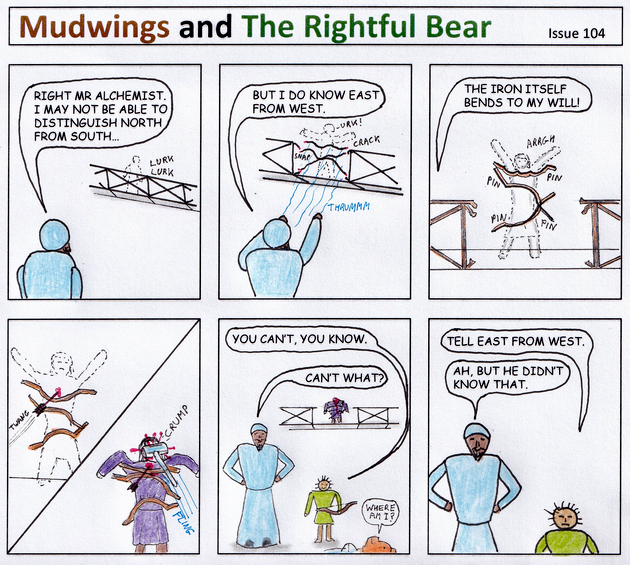 Mudwings and The Rightful Bear
Issue 104
RIGHT MR ALCHEMIST.
I MAY NOT BE ABLE TO
DISTINGUISH NORTH
FROM SOUTH...
LURK
LURK
BUT I DO KNOW EAST
FROM WEST.
URK!
CRACK
SNAP
THRUMMM
THE IRON ITSELF
BENDS TO MY WILL!
ARRGH
PIN
PIN
PIN
PIN
TWANG
CRUMP
FLING
YOU CAN'T, YOU KNOW.
CAN'T WHAT?
WHERE
AM I?
TELL EAST FROM WEST.
AH, BUT HE DIDN'T
KNOW THAT.